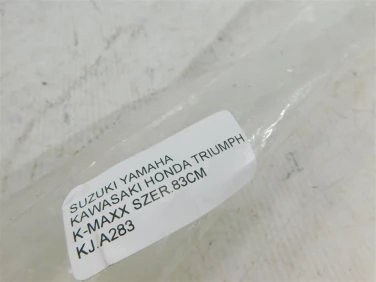 SUZUKI YAMAHA
KAWASAKI HONDA TRIUMPH
K-MAXX SZER.83CM
KJ.A283